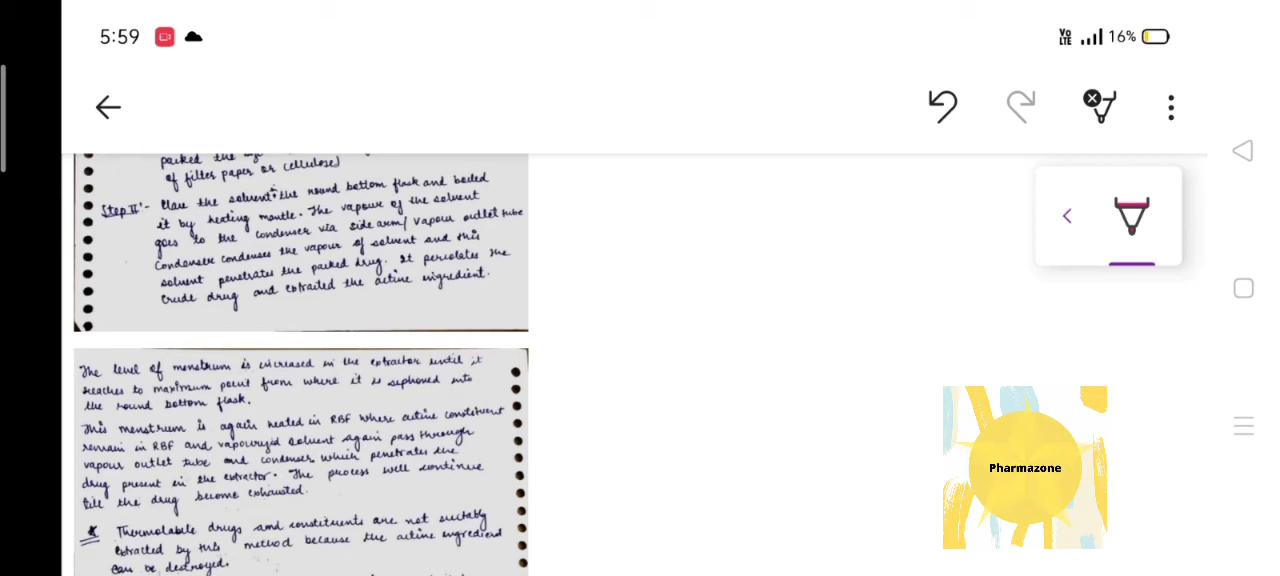 5:59
Vo LTE 16%
packed the
of filter paper or cellulose)
Step II :- Place the solvent in the round bottom flask and boiled
it by heating mantle. The vapour of the solvent
goes to the condenser via side arm/ vapour outlet tube
Condenser condenses the vapour of solvent and this
solvent penetrates the packed drug. It percolates the
crude drug and extracted the active ingredient.
The level of menstrum is increased in the extractor until it
reaches to maximum point from where it is siphoned into
the round bottom flask.
This menstrum is again heated in RBF where active constituent
remain in RBF and vapourized solvent again pass through
vapour outlet tube and condenser which penetrates the
drug present in the extractor. The process will continue
till the drug become exhausted.
* Thermolabile drugs and constituents are not suitably
extracted by this method because the active ingredient
can be destroyed.
Pharmazone